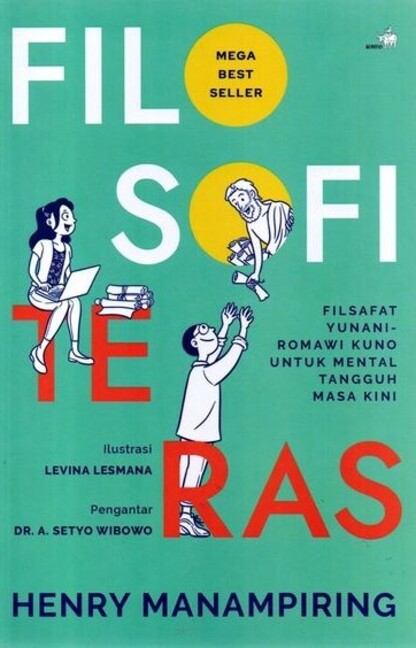 FILO
MEGA
BEST
SELLER
SOFI
TE
RAS
FILSAFAT
YUNANI-
ROMAWI KUNO
UNTUK MENTAL
TANGGUH
MASA KINI
Ilustrasi
LEVINA LESMANA
Pengantar
DR. A. SETYO WIBOWO
HENRY MANAMPIRING